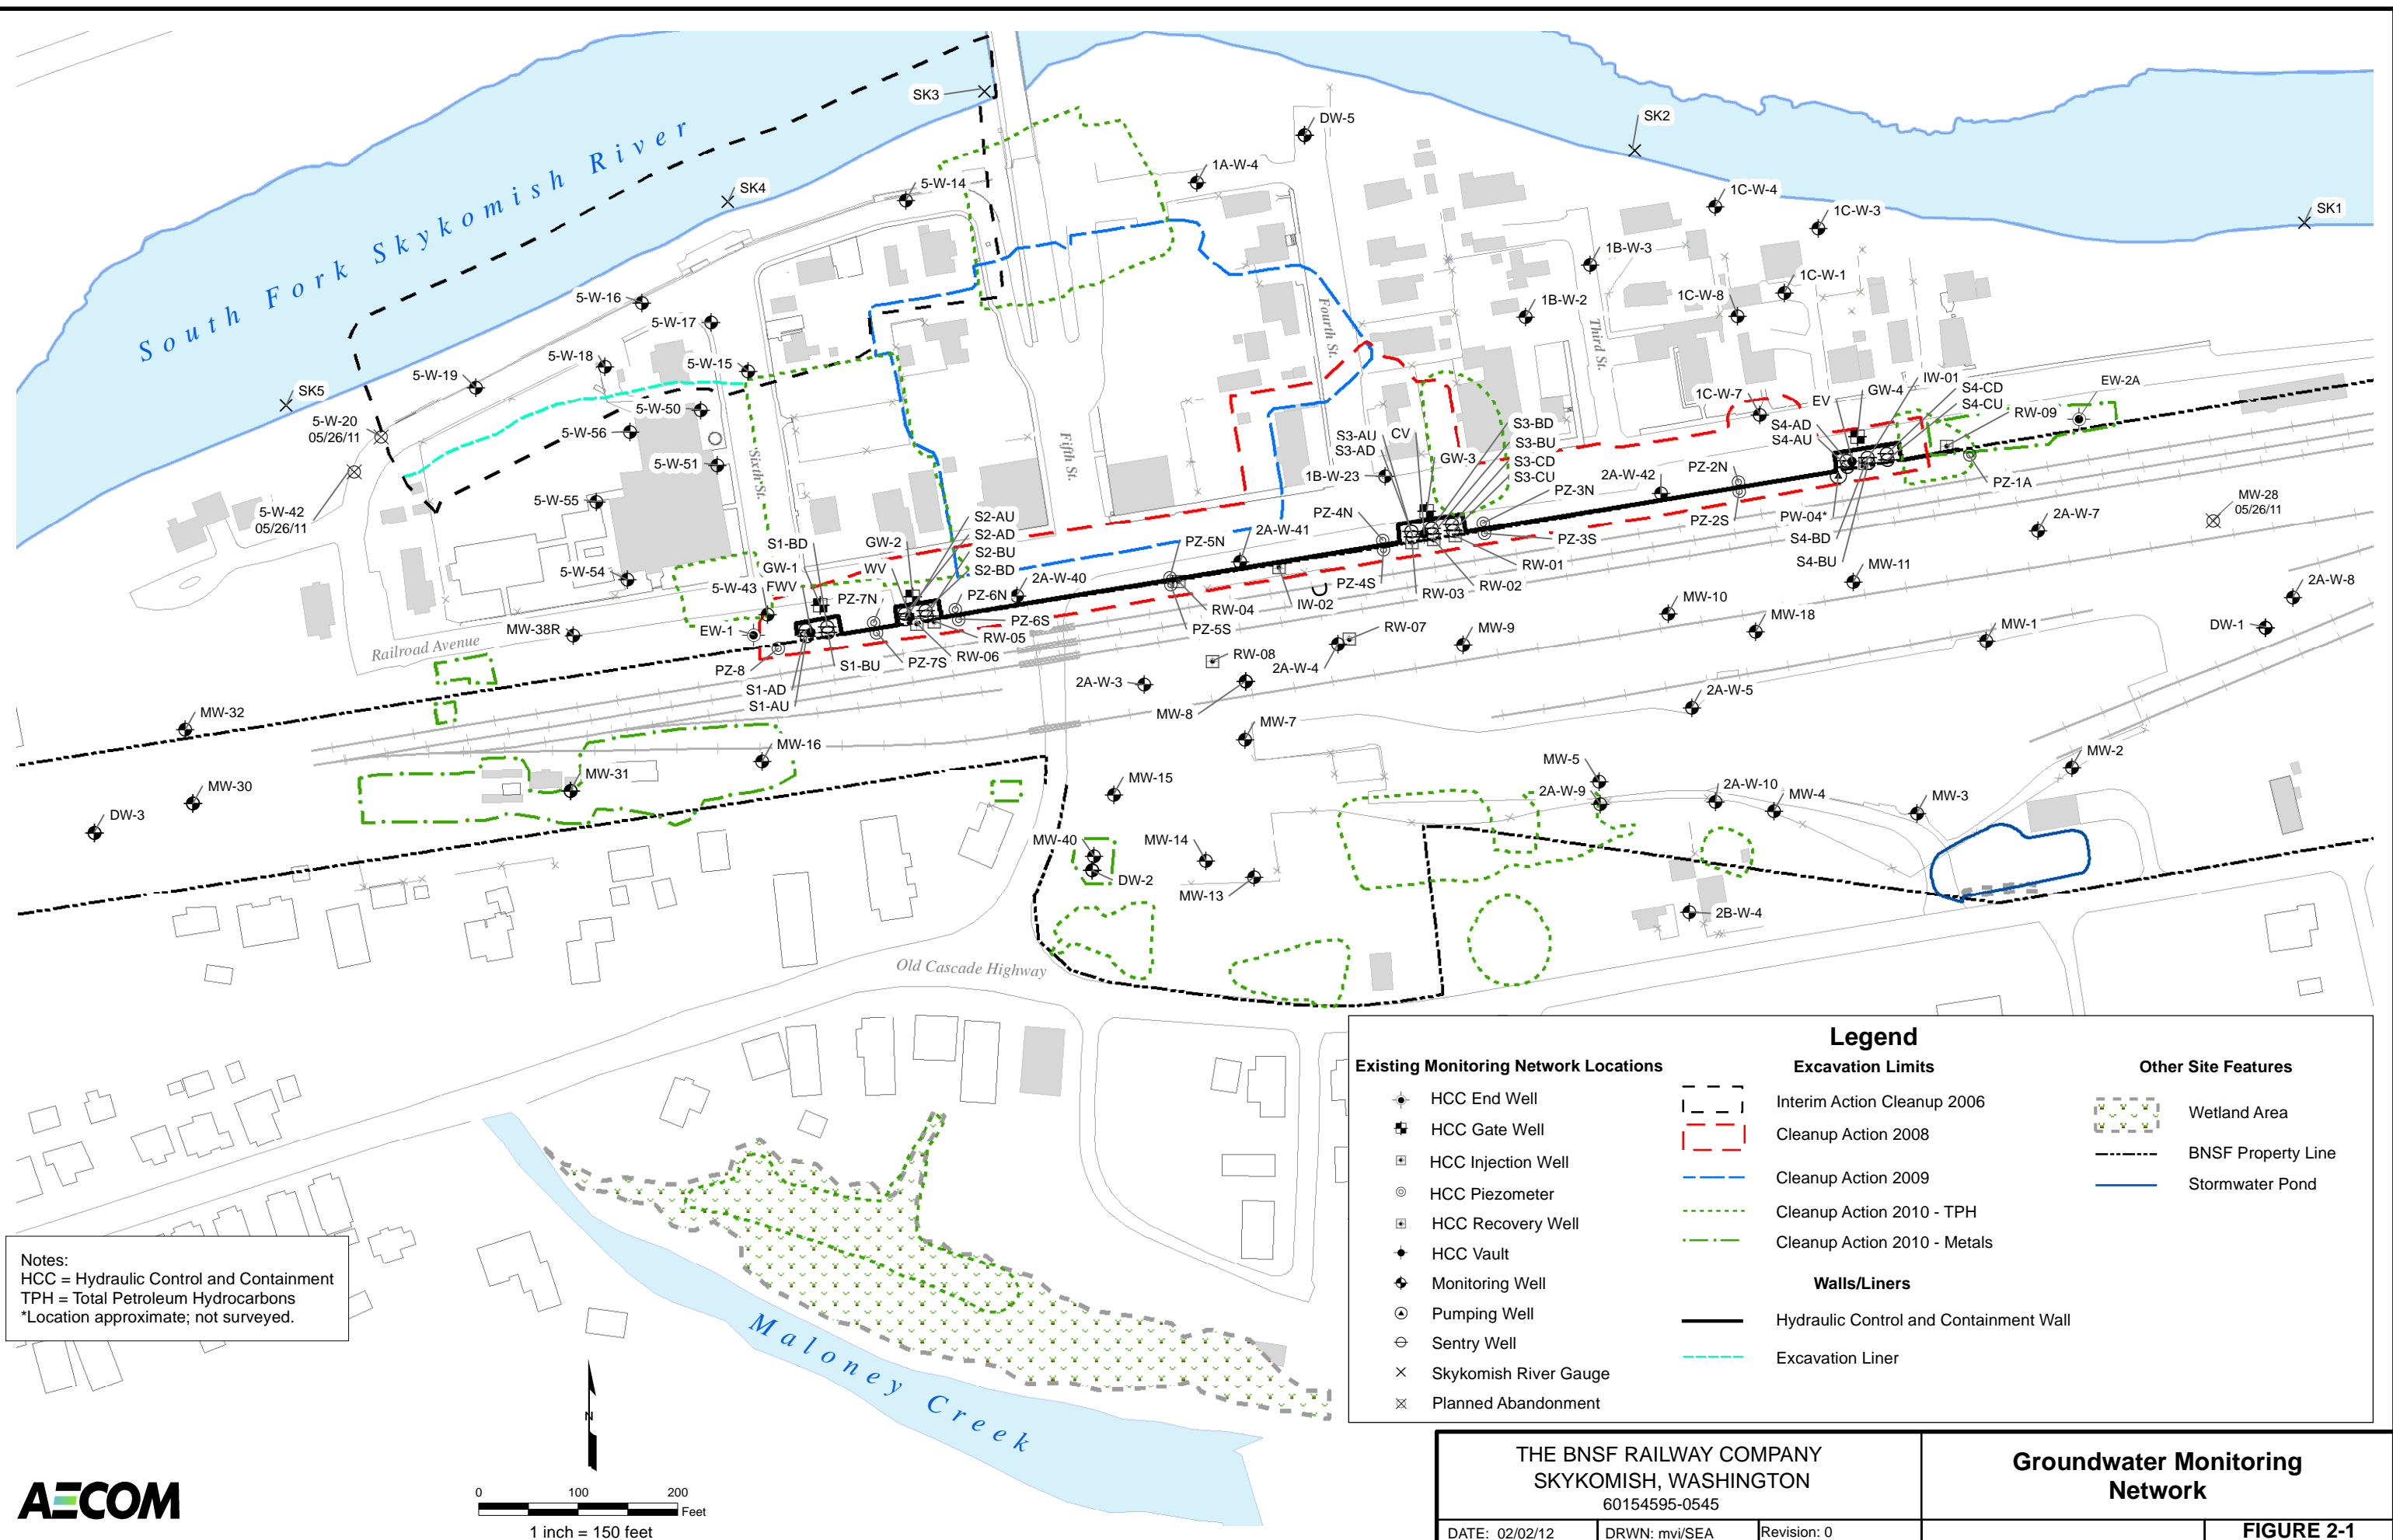 South Fork Skykomish River
SK3
SK2
SK1
SK4
SK5
DW-5
1A-W-4
5-W-14
1C-W-4
1C-W-3
1B-W-3
1C-W-1
1B-W-2
1C-W-8
5-W-16
5-W-17
5-W-18
5-W-15
5-W-19
5-W-20
05/26/11
5-W-50
5-W-56
5-W-51
5-W-55
5-W-42
05/26/11
5-W-54
5-W-43
MW-38R
EW-1
Railroad Avenue
Sixth St.
Fifth St.
Fourth St.
Third St.
1C-W-7
EV
GW-4
IW-01
S4-CD
S4-CU
EW-2A
RW-09
S4-AD
S4-AU
S3-AU
S3-AD
CV
S3-BD
S3-BU
S3-CD
S3-CU
GW-3
1B-W-23
PZ-3N
2A-W-42
PZ-2N
PZ-1A
MW-28
05/26/11
PZ-4N
PZ-3S
PZ-2S
PW-04*
S4-BD
S4-BU
2A-W-7
S2-AU
S2-AD
S2-BU
S2-BD
S1-BD
GW-2
GW-1
FWV
WV
PZ-7N
PZ-6N
2A-W-40
PZ-5N
2A-W-41
RW-01
RW-02
RW-03
PZ-4S
IW-02
RW-04
MW-11
2A-W-8
PZ-6S
RW-05
RW-06
PZ-7S
S1-BU
PZ-8
S1-AD
S1-AU
PZ-5S
RW-07
RW-08
2A-W-4
MW-9
MW-10
MW-18
MW-1
DW-1
2A-W-3
MW-8
MW-7
2A-W-5
MW-32
MW-16
MW-31
MW-30
DW-3
MW-15
MW-5
2A-W-9
2A-W-10
MW-4
MW-3
MW-2
MW-40
MW-14
DW-2
MW-13
2B-W-4
Old Cascade Highway
Maloney Creek
Notes:
HCC = Hydraulic Control and Containment
TPH = Total Petroleum Hydrocarbons
*Location approximate; not surveyed.
Legend
Existing Monitoring Network Locations
HCC End Well
HCC Gate Well
HCC Injection Well
HCC Piezometer
HCC Recovery Well
HCC Vault
Monitoring Well
Pumping Well
Sentry Well
Skykomish River Gauge
Planned Abandonment
Excavation Limits
Interim Action Cleanup 2006
Cleanup Action 2008
Cleanup Action 2009
Cleanup Action 2010 - TPH
Cleanup Action 2010 - Metals
Walls/Liners
Hydraulic Control and Containment Wall
Excavation Liner
Other Site Features
Wetland Area
BNSF Property Line
Stormwater Pond
AECOM
N
0 100 200
Feet
1 inch = 150 feet
THE BNSF RAILWAY COMPANY
SKYKOMISH, WASHINGTON
60154595-0545
DATE: 02/02/12
DRWN: mvi/SEA
Revision: 0
Groundwater Monitoring
Network
FIGURE 2-1